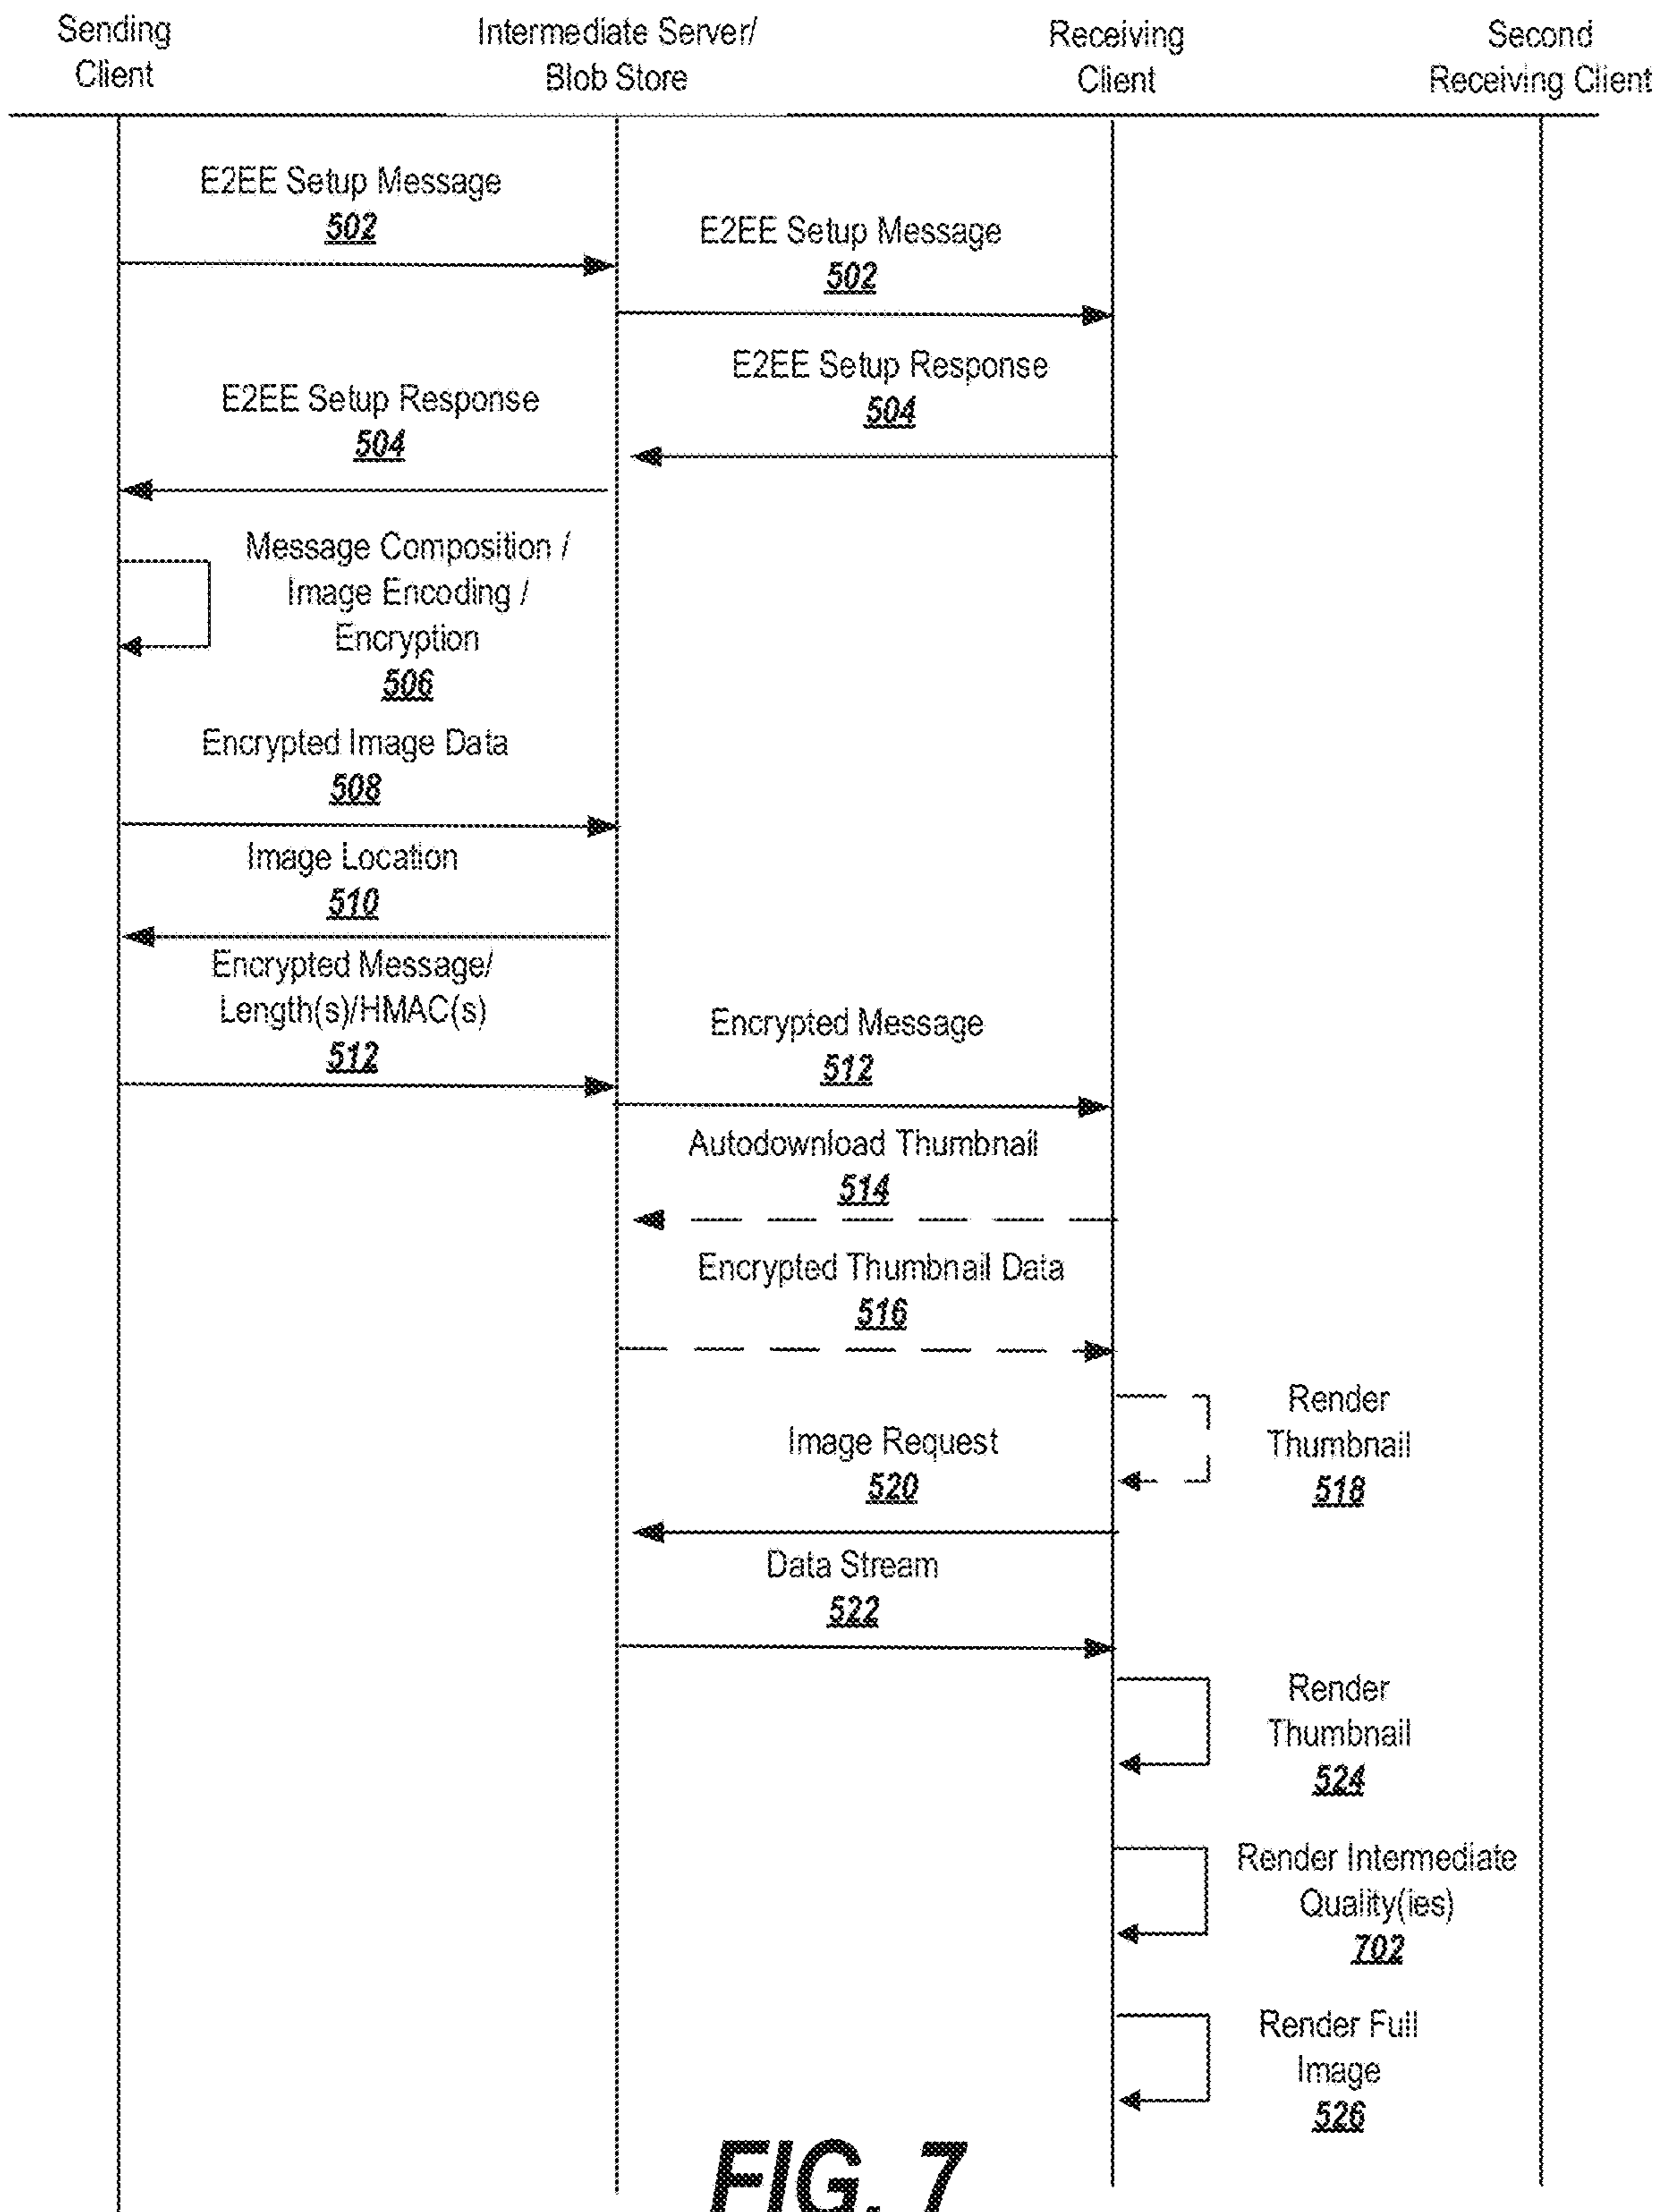 Sending
Client
Intermediate Server/
Blob Store
Receiving
Client
Second
Receiving Client
E2EE Setup Message
502
E2EE Setup Message
502
E2EE Setup Response
504
E2EE Setup Response
504
Message Composition /
Image Encoding /
Encryption
506
Encrypted Image Data
508
Image Location
510
Encrypted Message/
Length(s)/HMAC(s)
512
Encrypted Message
512
Autodownload Thumbnail
514
Encrypted Thumbnail Data
516
Render
Thumbnail
518
Image Request
520
Data Stream
522
Render
Thumbnail
524
Render Intermediate
Quality(ies)
702
Render Full
Image
526
FIG. 7